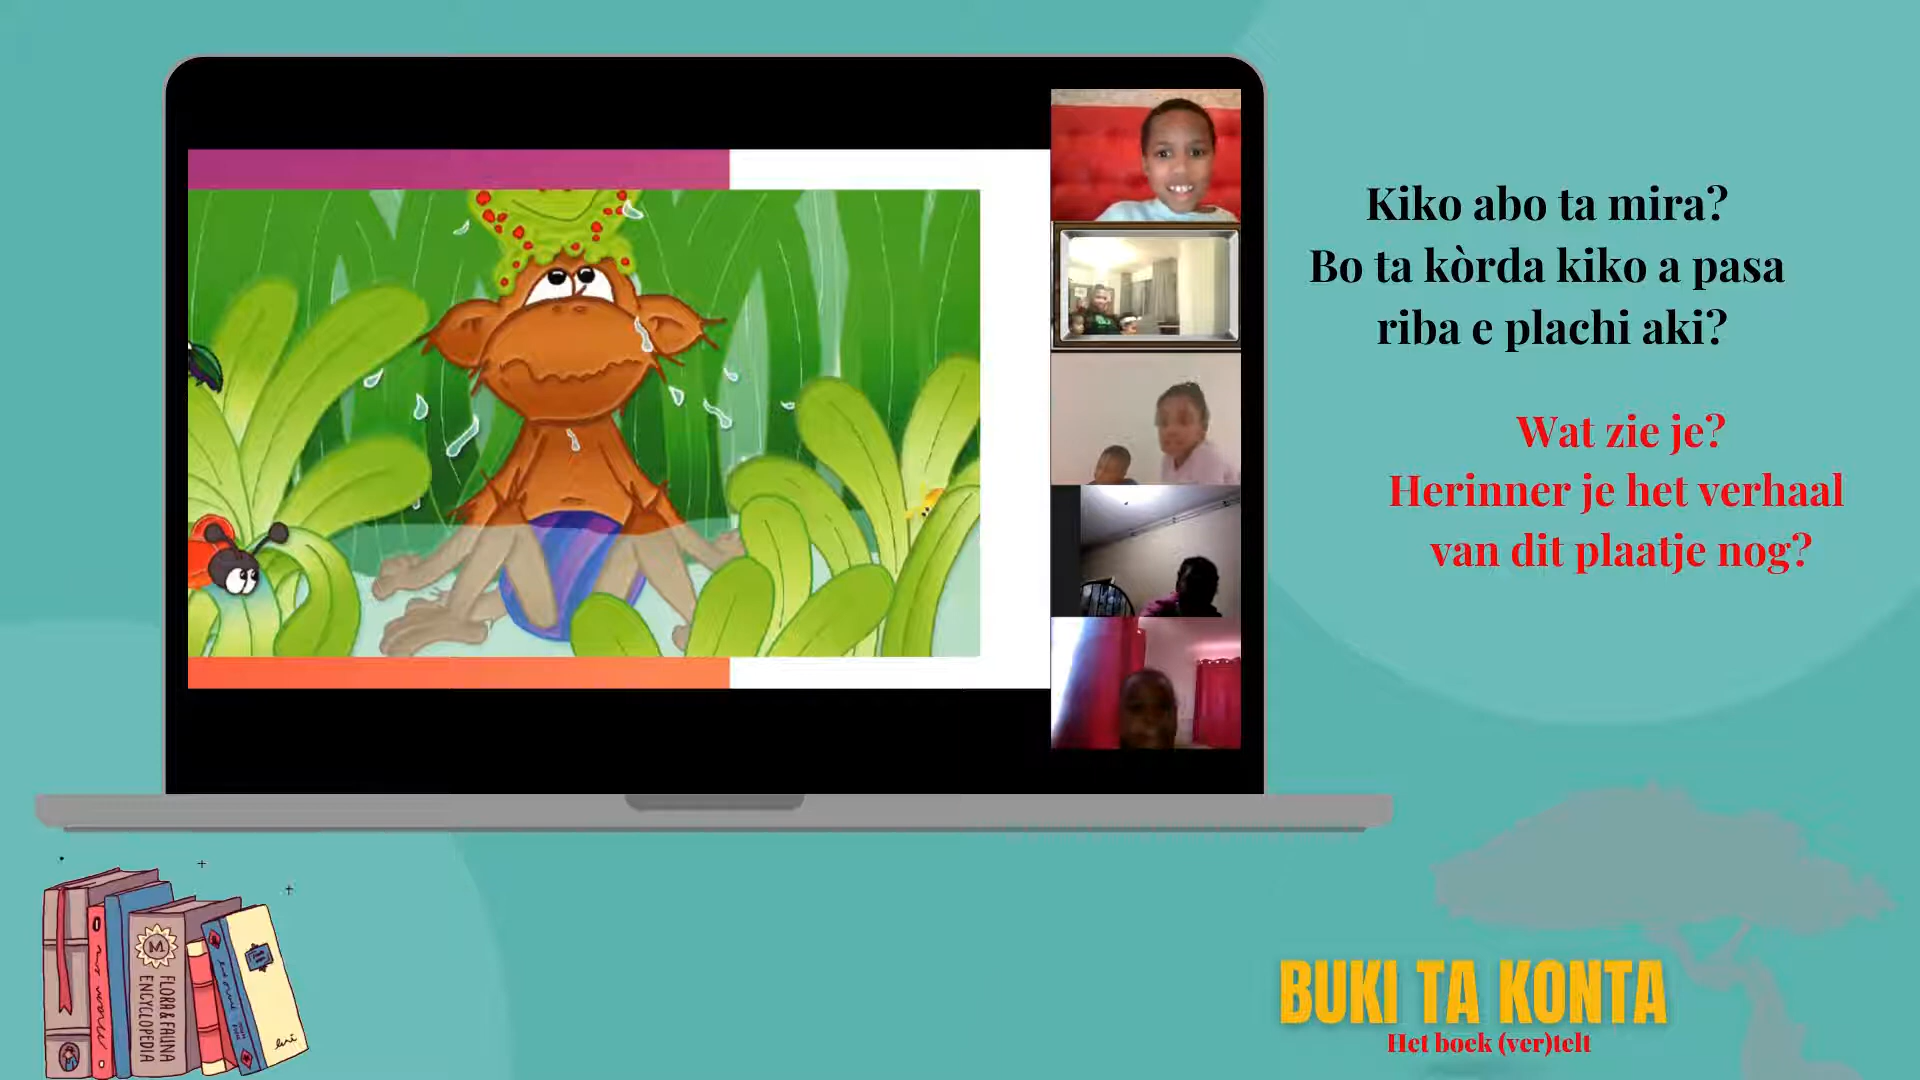 Kiko abo ta mira?
Bo ta kòrda kiko a pasa
riba e plachi aki?
Wat zie je?
Herinner je het verhaal
van dit plaatje nog?
M
FLORA & FAUNA
ENCYCLOPEDIA
BUKI TA KONTA
Het boek (ver)telt